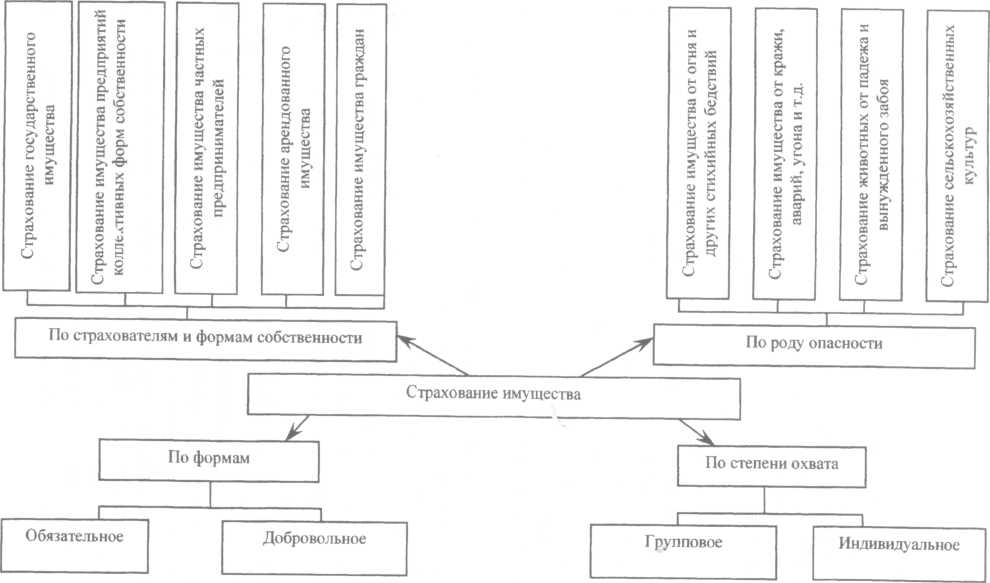 Страхование государственного
имущества
Страхование имущества предприятий
коллективных форм собственности
Страхование имущества частных
предпринимателей
Страхование арендованного
имущества
Страхование имущества граждан
Страхование имущества от огня и
других стихийных бедствий
Страхование имущества от кражи,
аварий, угона и т.д.
Страхование животных от падежа и
вынужденного забоя
Страхование сельскохозяйственных
культур
По страхователям и формам собственности
По роду опасности
Страхование имущества
По формам
По степени охвата
Обязательное
Добровольное
Групповое
Индивидуальное